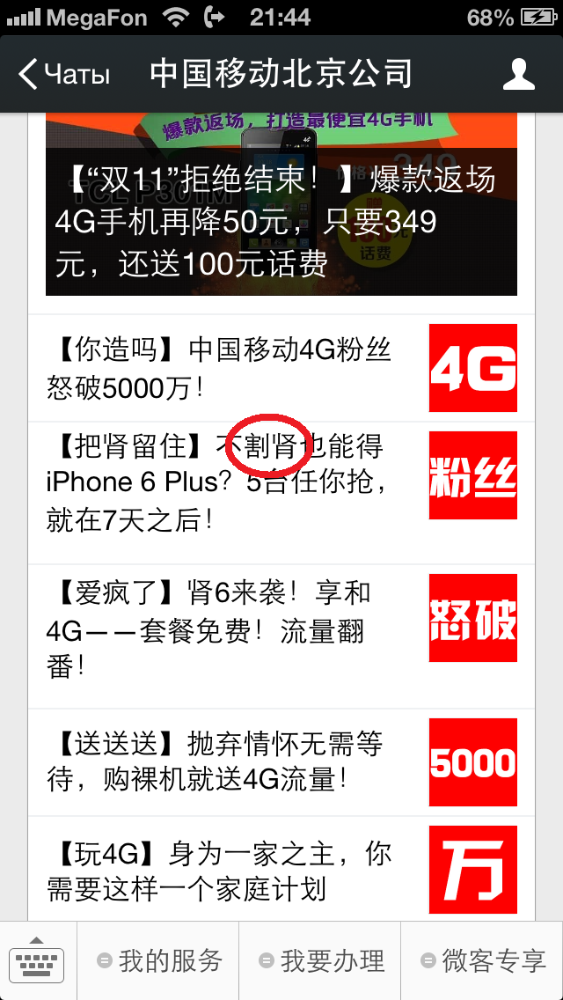 MegaFon 21:44 68%
Чаты 中国移动北京公司
爆款返场，打造最便宜4G手机
【“双11”拒绝结束！】爆款返场
4G手机再降50元，只要349
元，还送100元话费
TCL P301M
话费
【你造吗】中国移动4G粉丝
怒破5000万！
4G
【把肾留住】不割肾也能得
iPhone 6 Plus？5台任你抢，
就在7天之后！
粉丝
【爱疯了】肾6来袭！享和
4G——套餐免费！流量翻
番！
怒破
【送送送】抛弃情怀无需等
待，购裸机就送4G流量！
5000
【玩4G】身为一家之主，你
需要这样一个家庭计划
万
我的服务 我要办理 微客专享